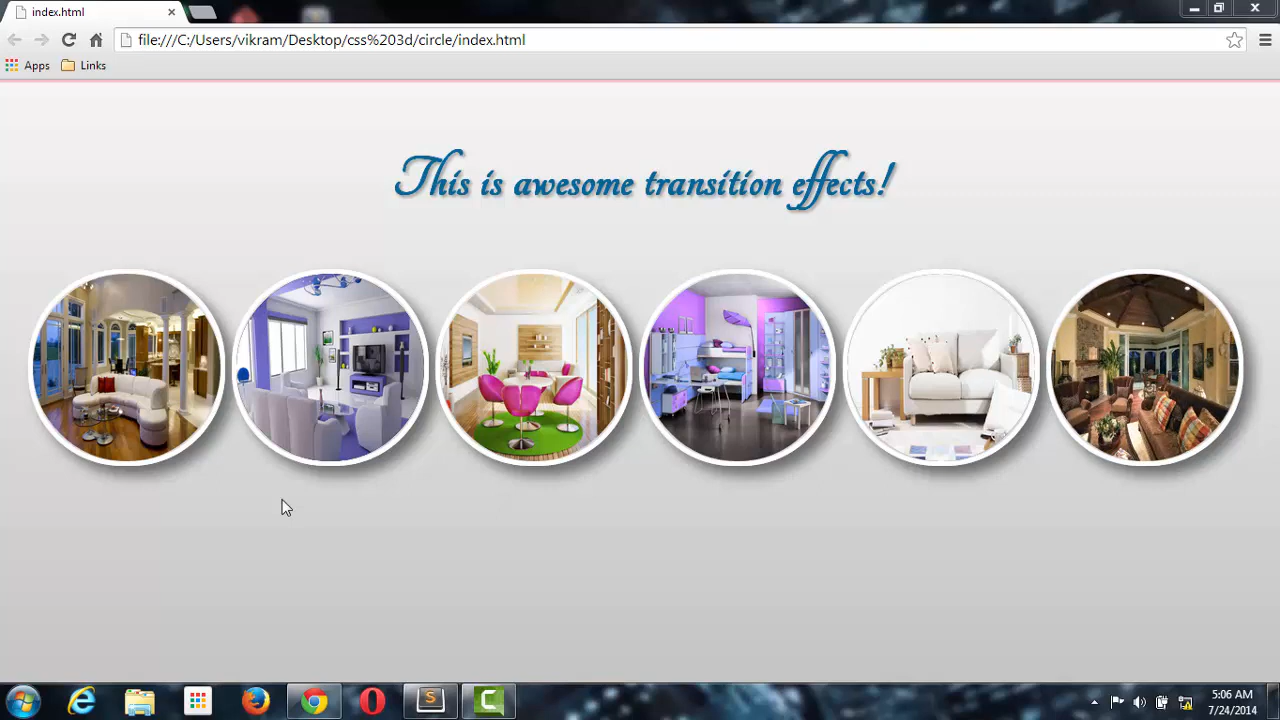 index.html
file:///C:/Users/vikram/Desktop/css%203d/circle/index.html
Apps Links
This is awesome transition effects!
5:06 AM
7/24/2014